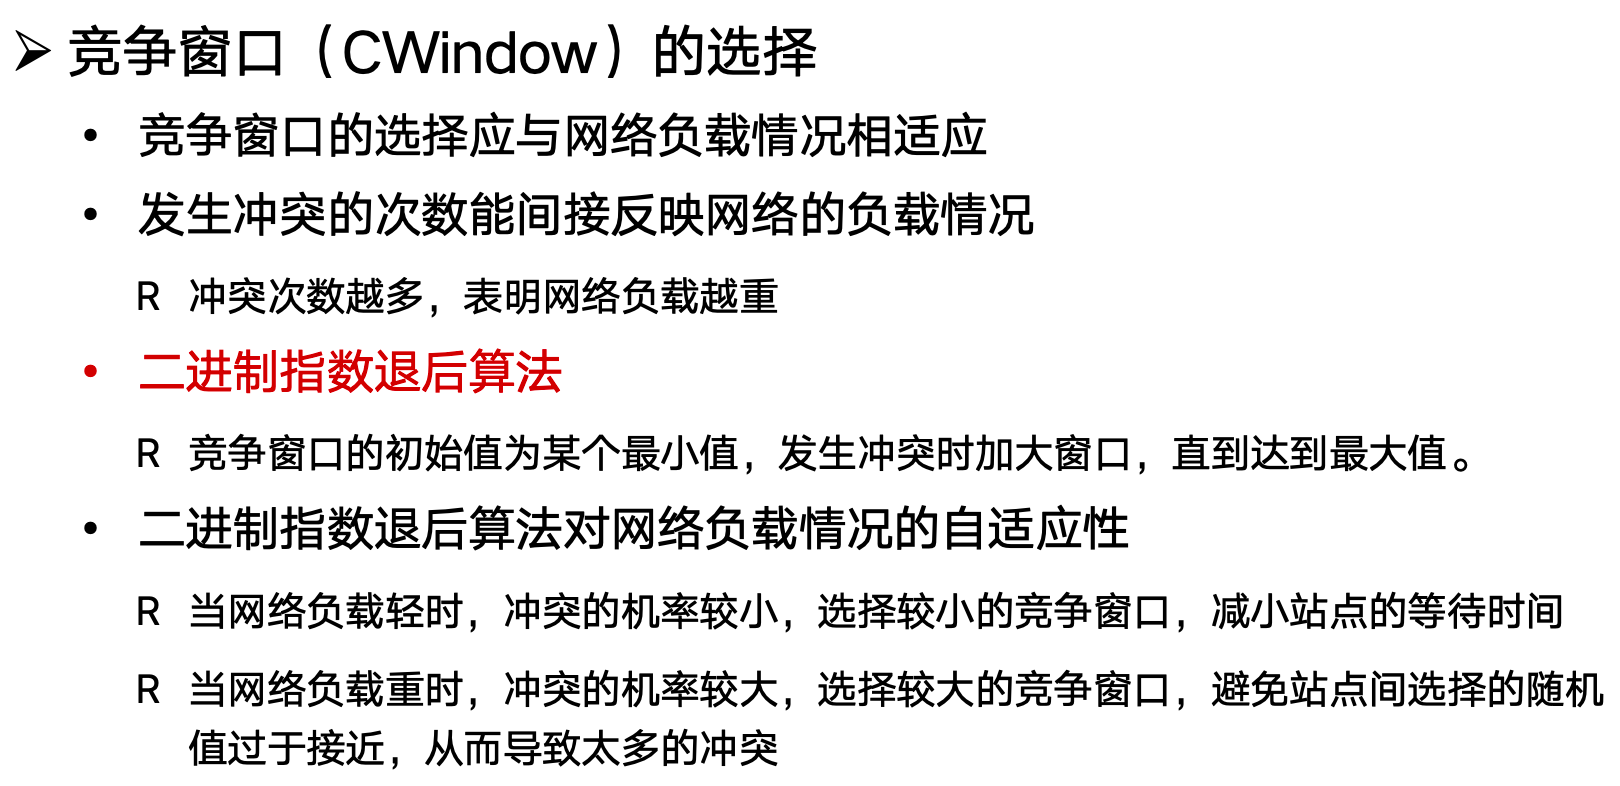 ➢ 竞争窗口（CWindow）的选择
• 竞争窗口的选择应与网络负载情况相适应
• 发生冲突的次数能间接反映网络的负载情况
R 冲突次数越多，表明网络负载越重
• 二进制指数退后算法
R 竞争窗口的初始值为某个最小值，发生冲突时加大窗口，直到达到最大值。
• 二进制指数退后算法对网络负载情况的自适应性
R 当网络负载轻时，冲突的机率较小，选择较小的竞争窗口，减小站点的等待时间
R 当网络负载重时，冲突的机率较大，选择较大的竞争窗口，避免站点间选择的随机
值过于接近，从而导致太多的冲突